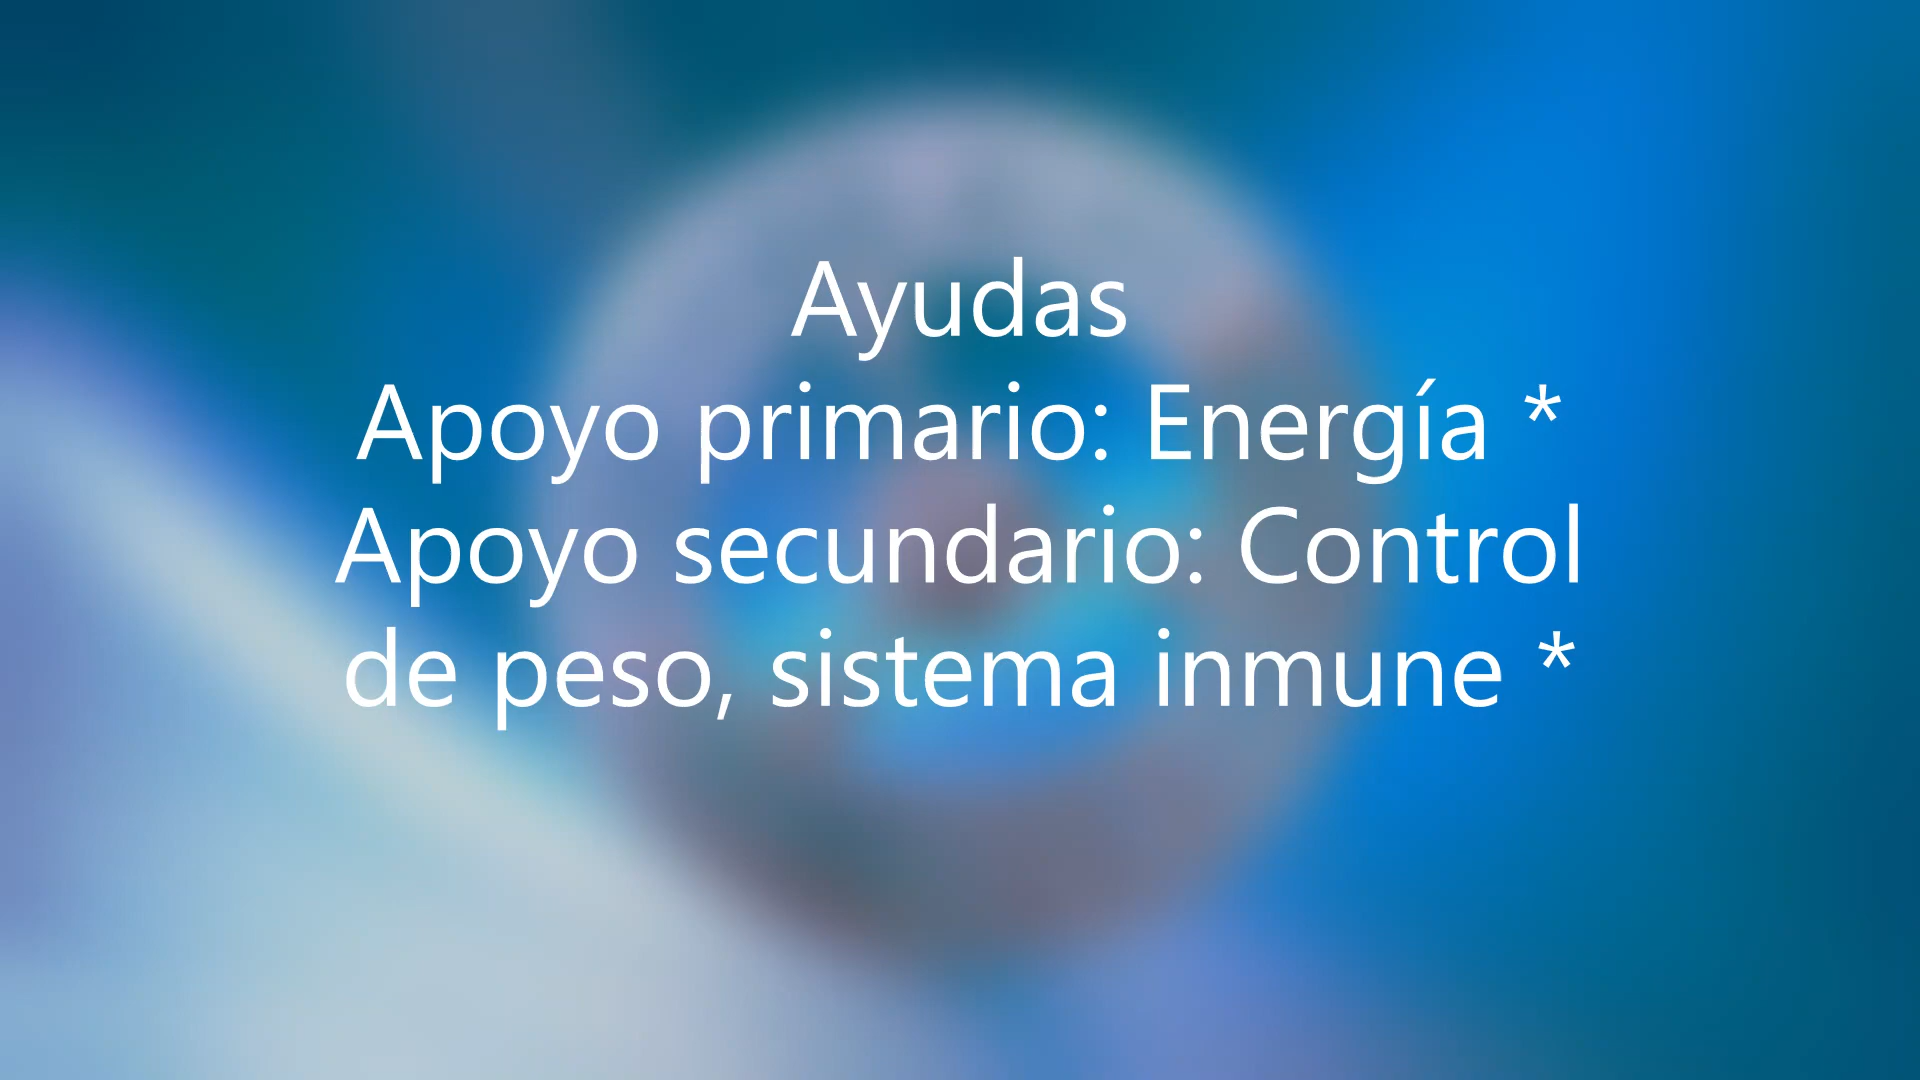 Ayudas
Apoyo primario: Energía *
Apoyo secundario: Control
de peso, sistema inmune *